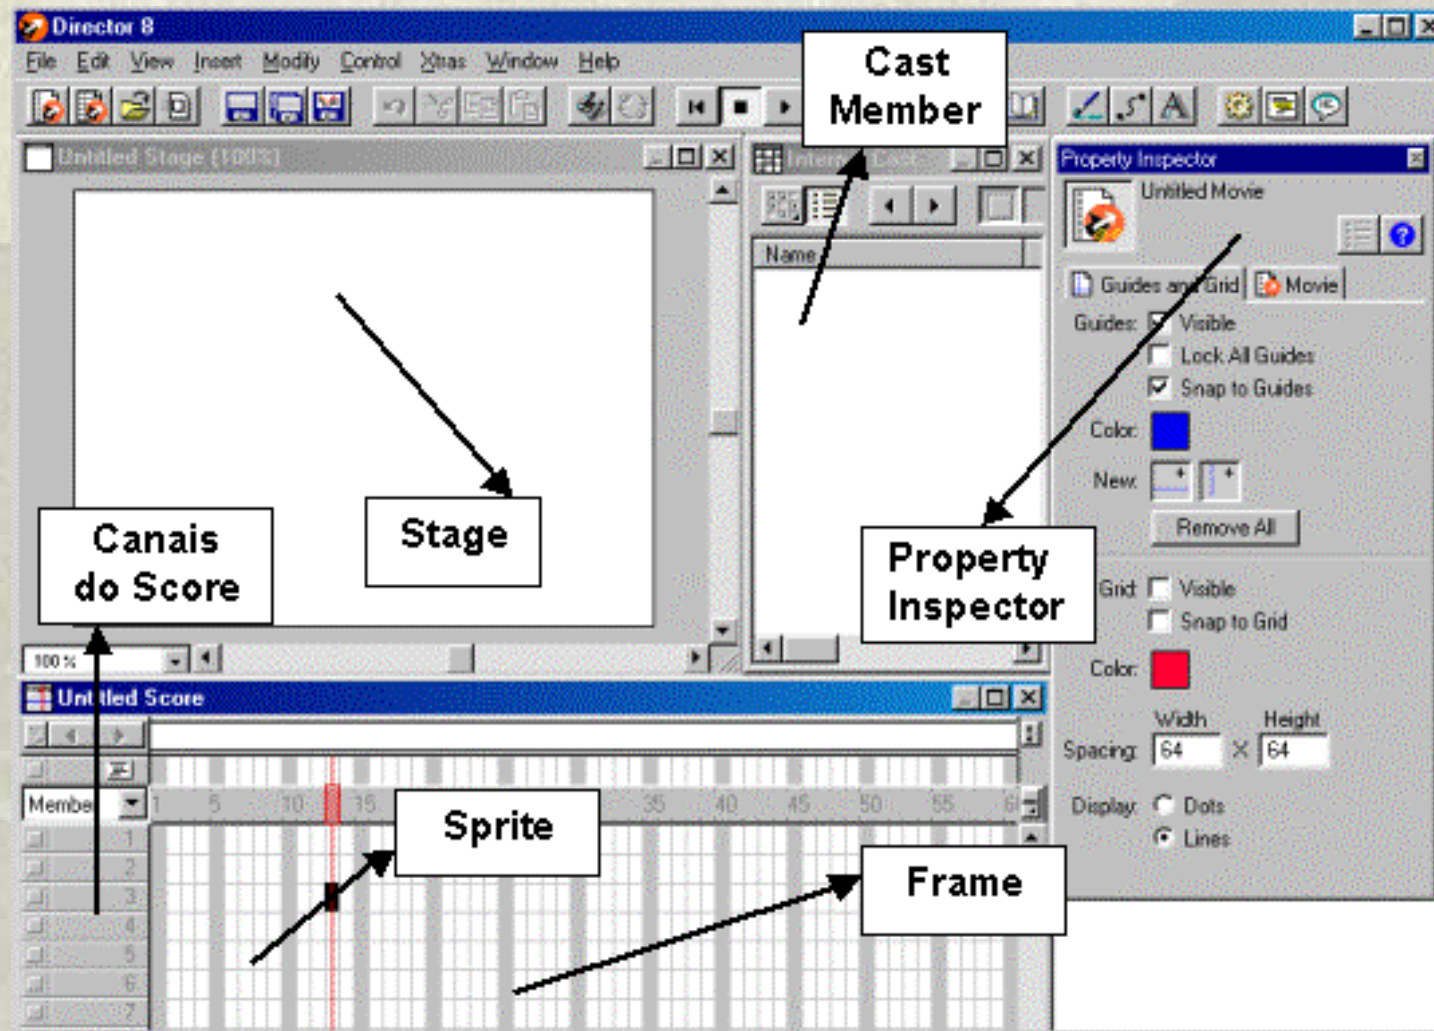 Director 8
File Edit View Insert Modify Control Xtras Window Help
Cast
Member
Untitled Stage (100%)
Property Inspector
Untitled Movie
Name
Guides and Grid Movie
Guides: Visible
Lock All Guides
Snap to Guides
Color:
New:
Remove All
Stage
Canais
do Score
Property
Inspector
Grid: Visible
Snap to Grid
Color:
Width Height
Spacing: 64 X 64
Display: Dots
Lines
100 %
Untitled Score
Member
1 5 10 15 35 40 45 50 55
Sprite
Frame
1
2
3
4
5
6
7